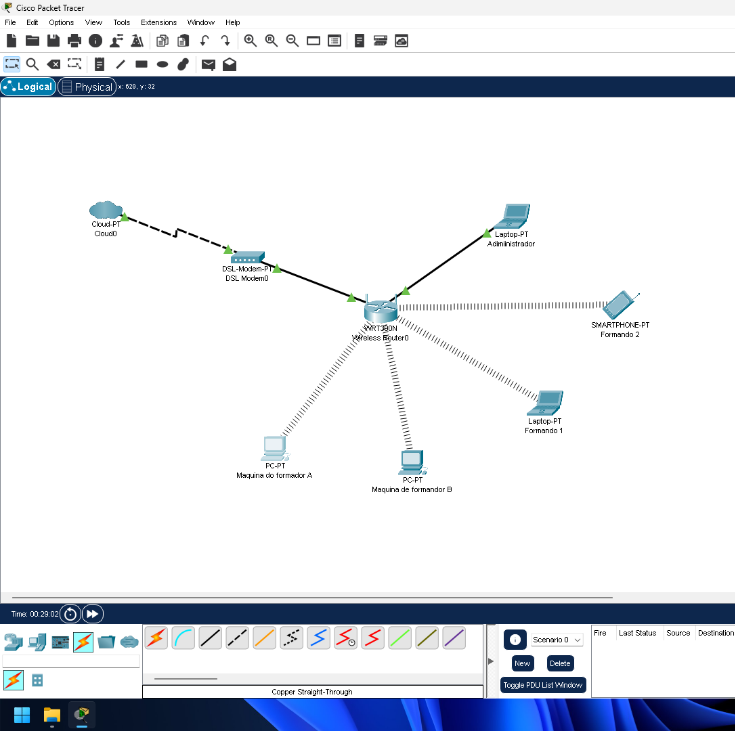 Cisco Packet Tracer
File Edit Options View Tools Extensions Window Help
Logical Physical x: 628, y: 32
Cloud-PT
Cloud0
DSL-Modem-PT
DSL Modem0
Laptop-PT
Adiministrador
WRT300N
Wireless Router0
SMARTPHONE-PT
Formando 2
Laptop-PT
Formando 1
PC-PT
Maquina do formador A
PC-PT
Maquina de formandor B
Time: 00:29:02
Scenario 0
Fire Last Status Source Destination
New Delete
Toggle PDU List Window
Copper Straight-Through